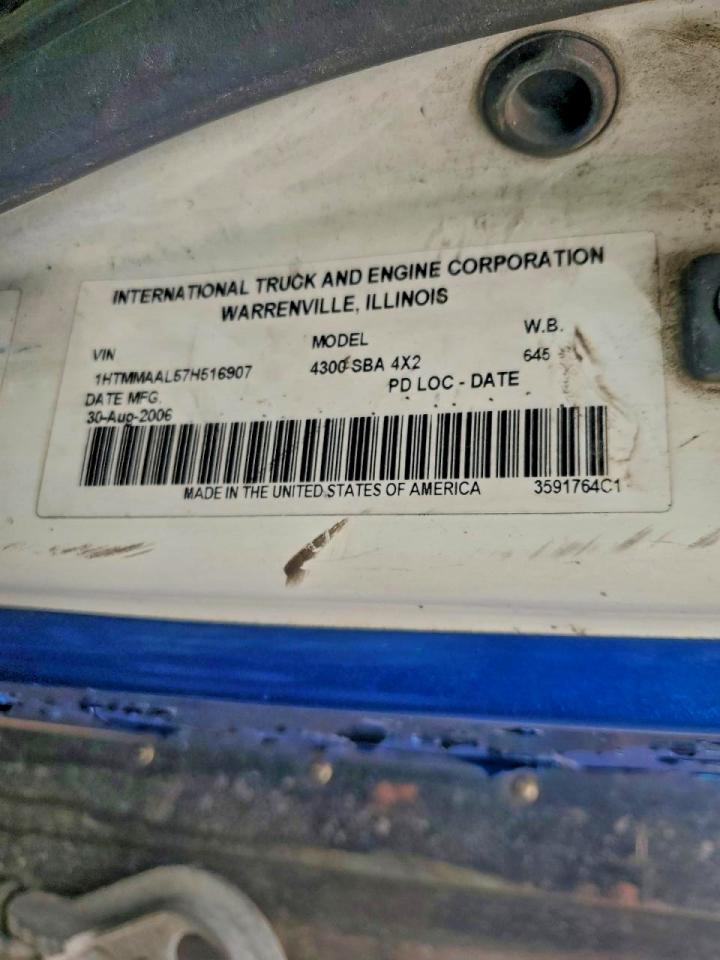 INTERNATIONAL TRUCK AND ENGINE CORPORATION
WARRENVILLE, ILLINOIS
VIN MODEL W.B.
1HTMMAAL57H516907 4300 SBA 4X2 645
DATE MFG. PD LOC - DATE
30-Aug-2006
MADE IN THE UNITED STATES OF AMERICA 3591764C1